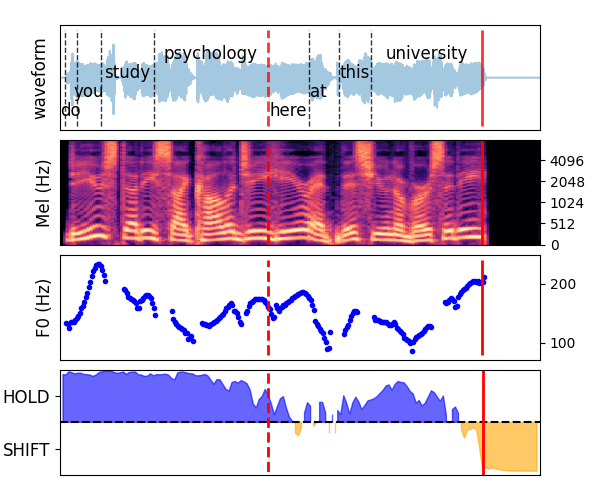 waveform
do
you
study
psychology
here
at
this
university
Mel (Hz)
4096
2048
1024
512
0
F0 (Hz)
200
100
HOLD
SHIFT